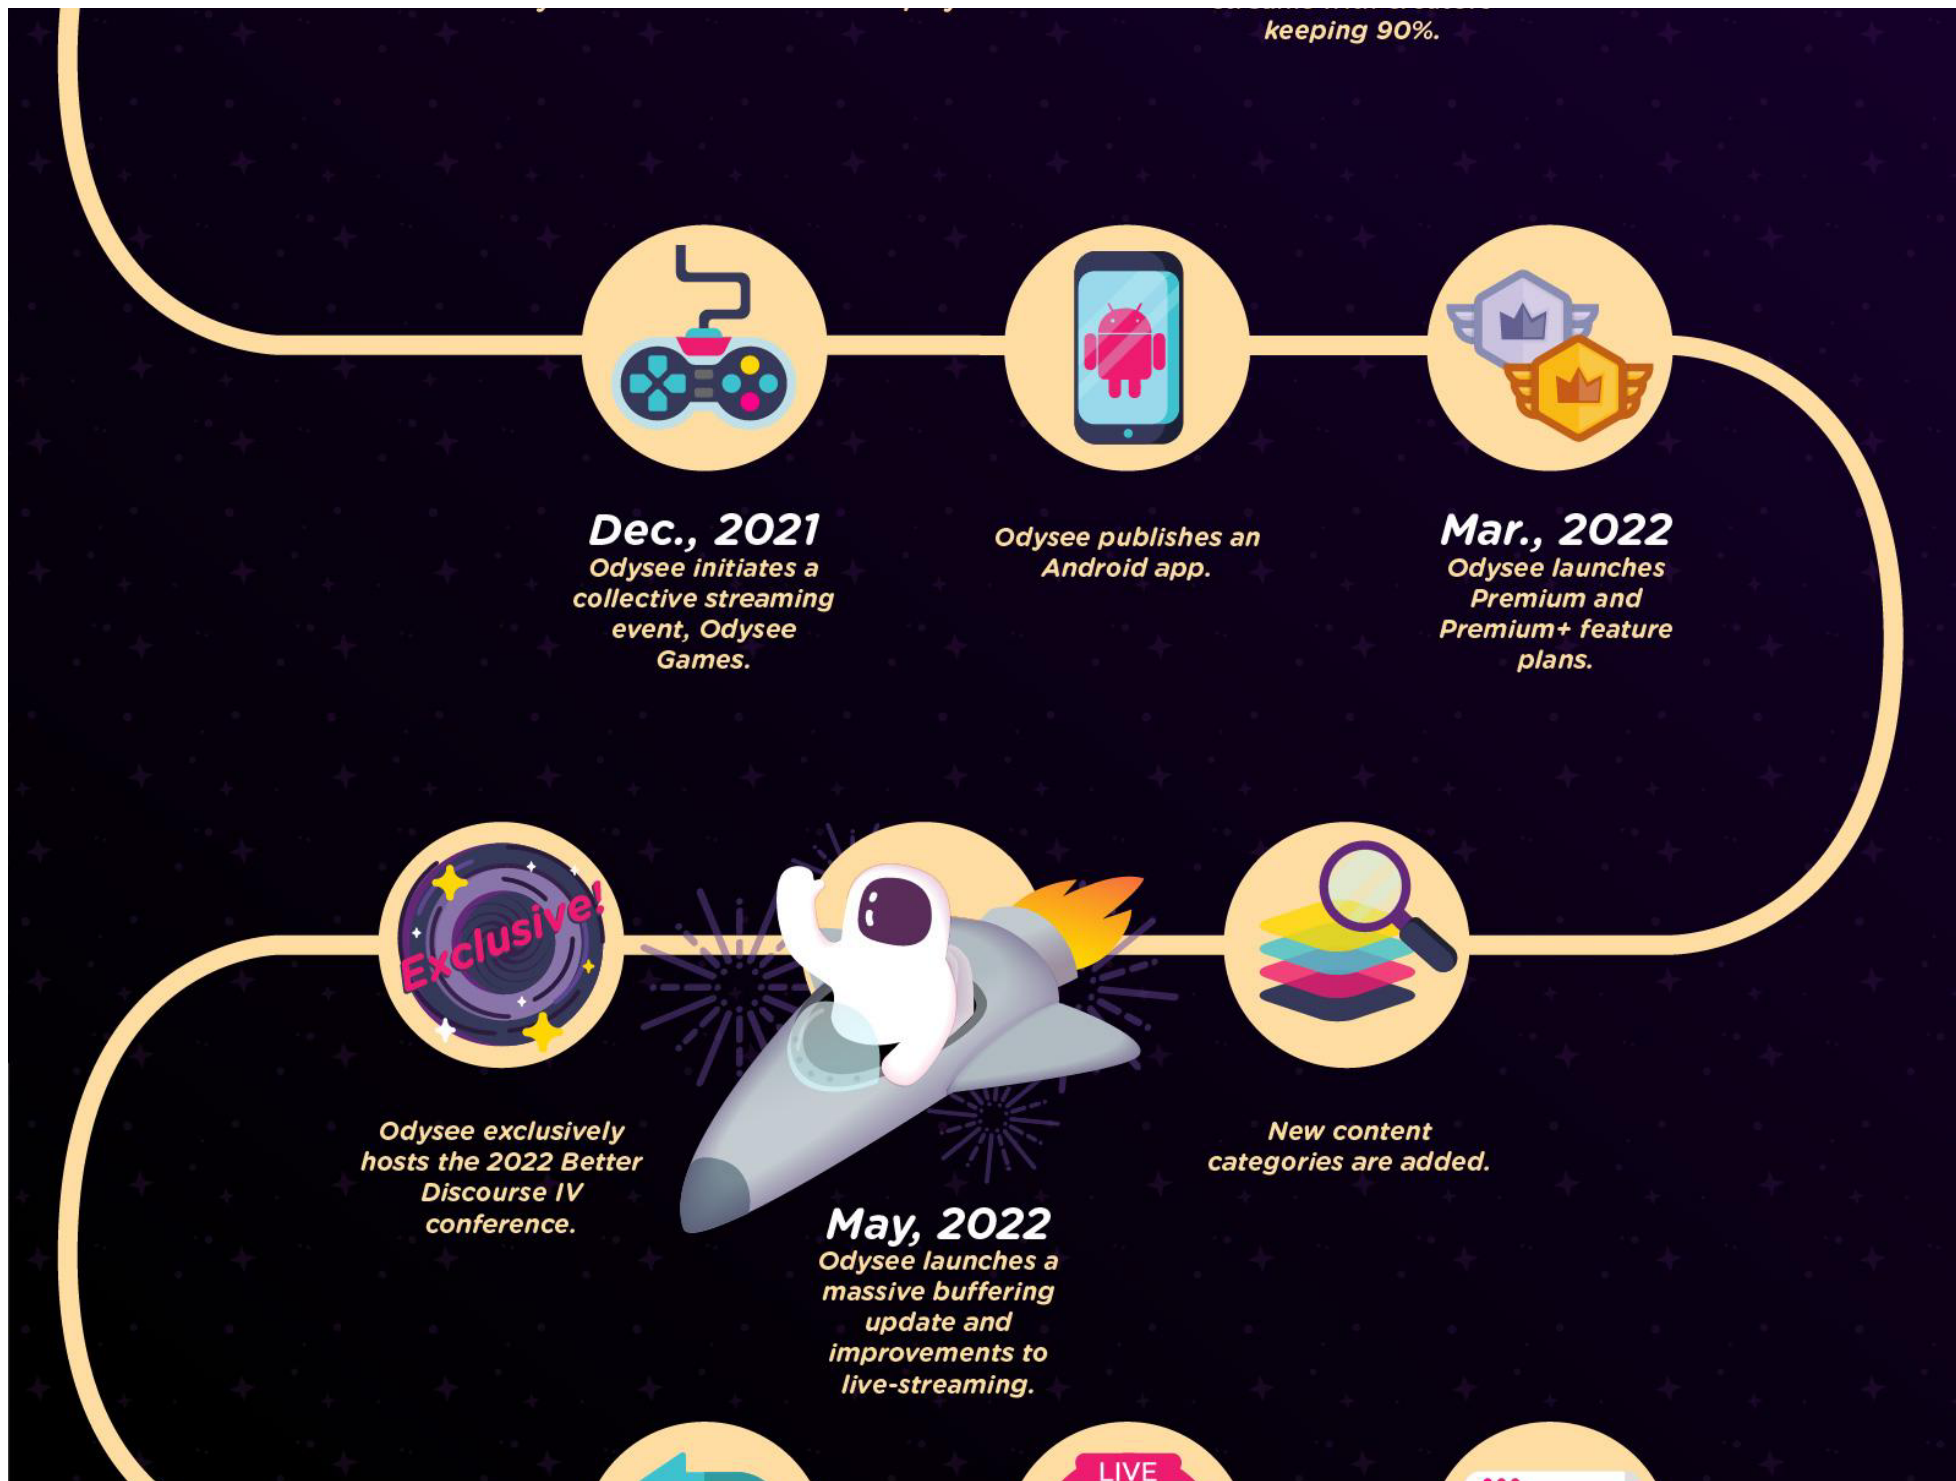 keeping 90%.
Dec., 2021
Odysee initiates a
collective streaming
event, Odysee
Games.
Odysee publishes an
Android app.
Mar., 2022
Odysee launches
Premium and
Premium+ feature
plans.
Exclusive!
Odysee exclusively
hosts the 2022 Better
Discourse IV
conference.
May, 2022
Odysee launches a
massive buffering
update and
improvements to
live-streaming.
New content
categories are added.
LIVE